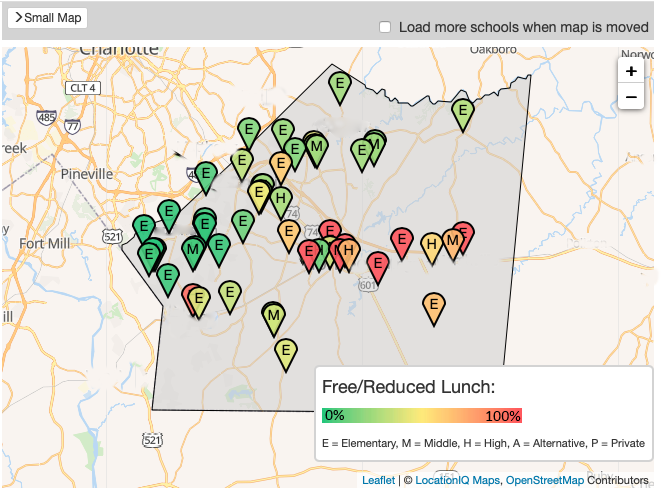 Small Map
Load more schools when map is moved
Charlotte
Oakboro
CLT 4
485
77
Pineville
Fort Mill
521
74
74
601
521
+
−
E
E
E
E
E
M
E
M
E
E
E
E
H
E
E
E
E
E
M
E
E
E
E
H
E
E
H
M
E
E
E
E
E
M
E
Free/Reduced Lunch:
0% 100%
E = Elementary, M = Middle, H = High, A = Alternative, P = Private
Leaflet | © LocationIQ Maps, OpenStreetMap Contributors